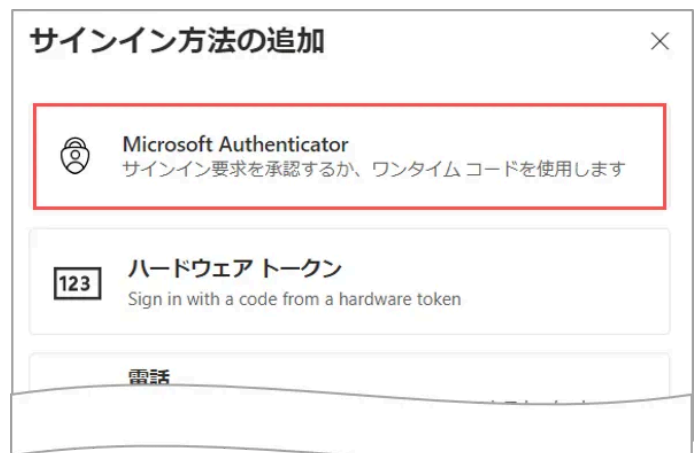 サインイン方法の追加
Microsoft Authenticator
サインイン要求を承認するか、ワンタイム コードを使用します
123
ハードウェア トークン
Sign in with a code from a hardware token
電話